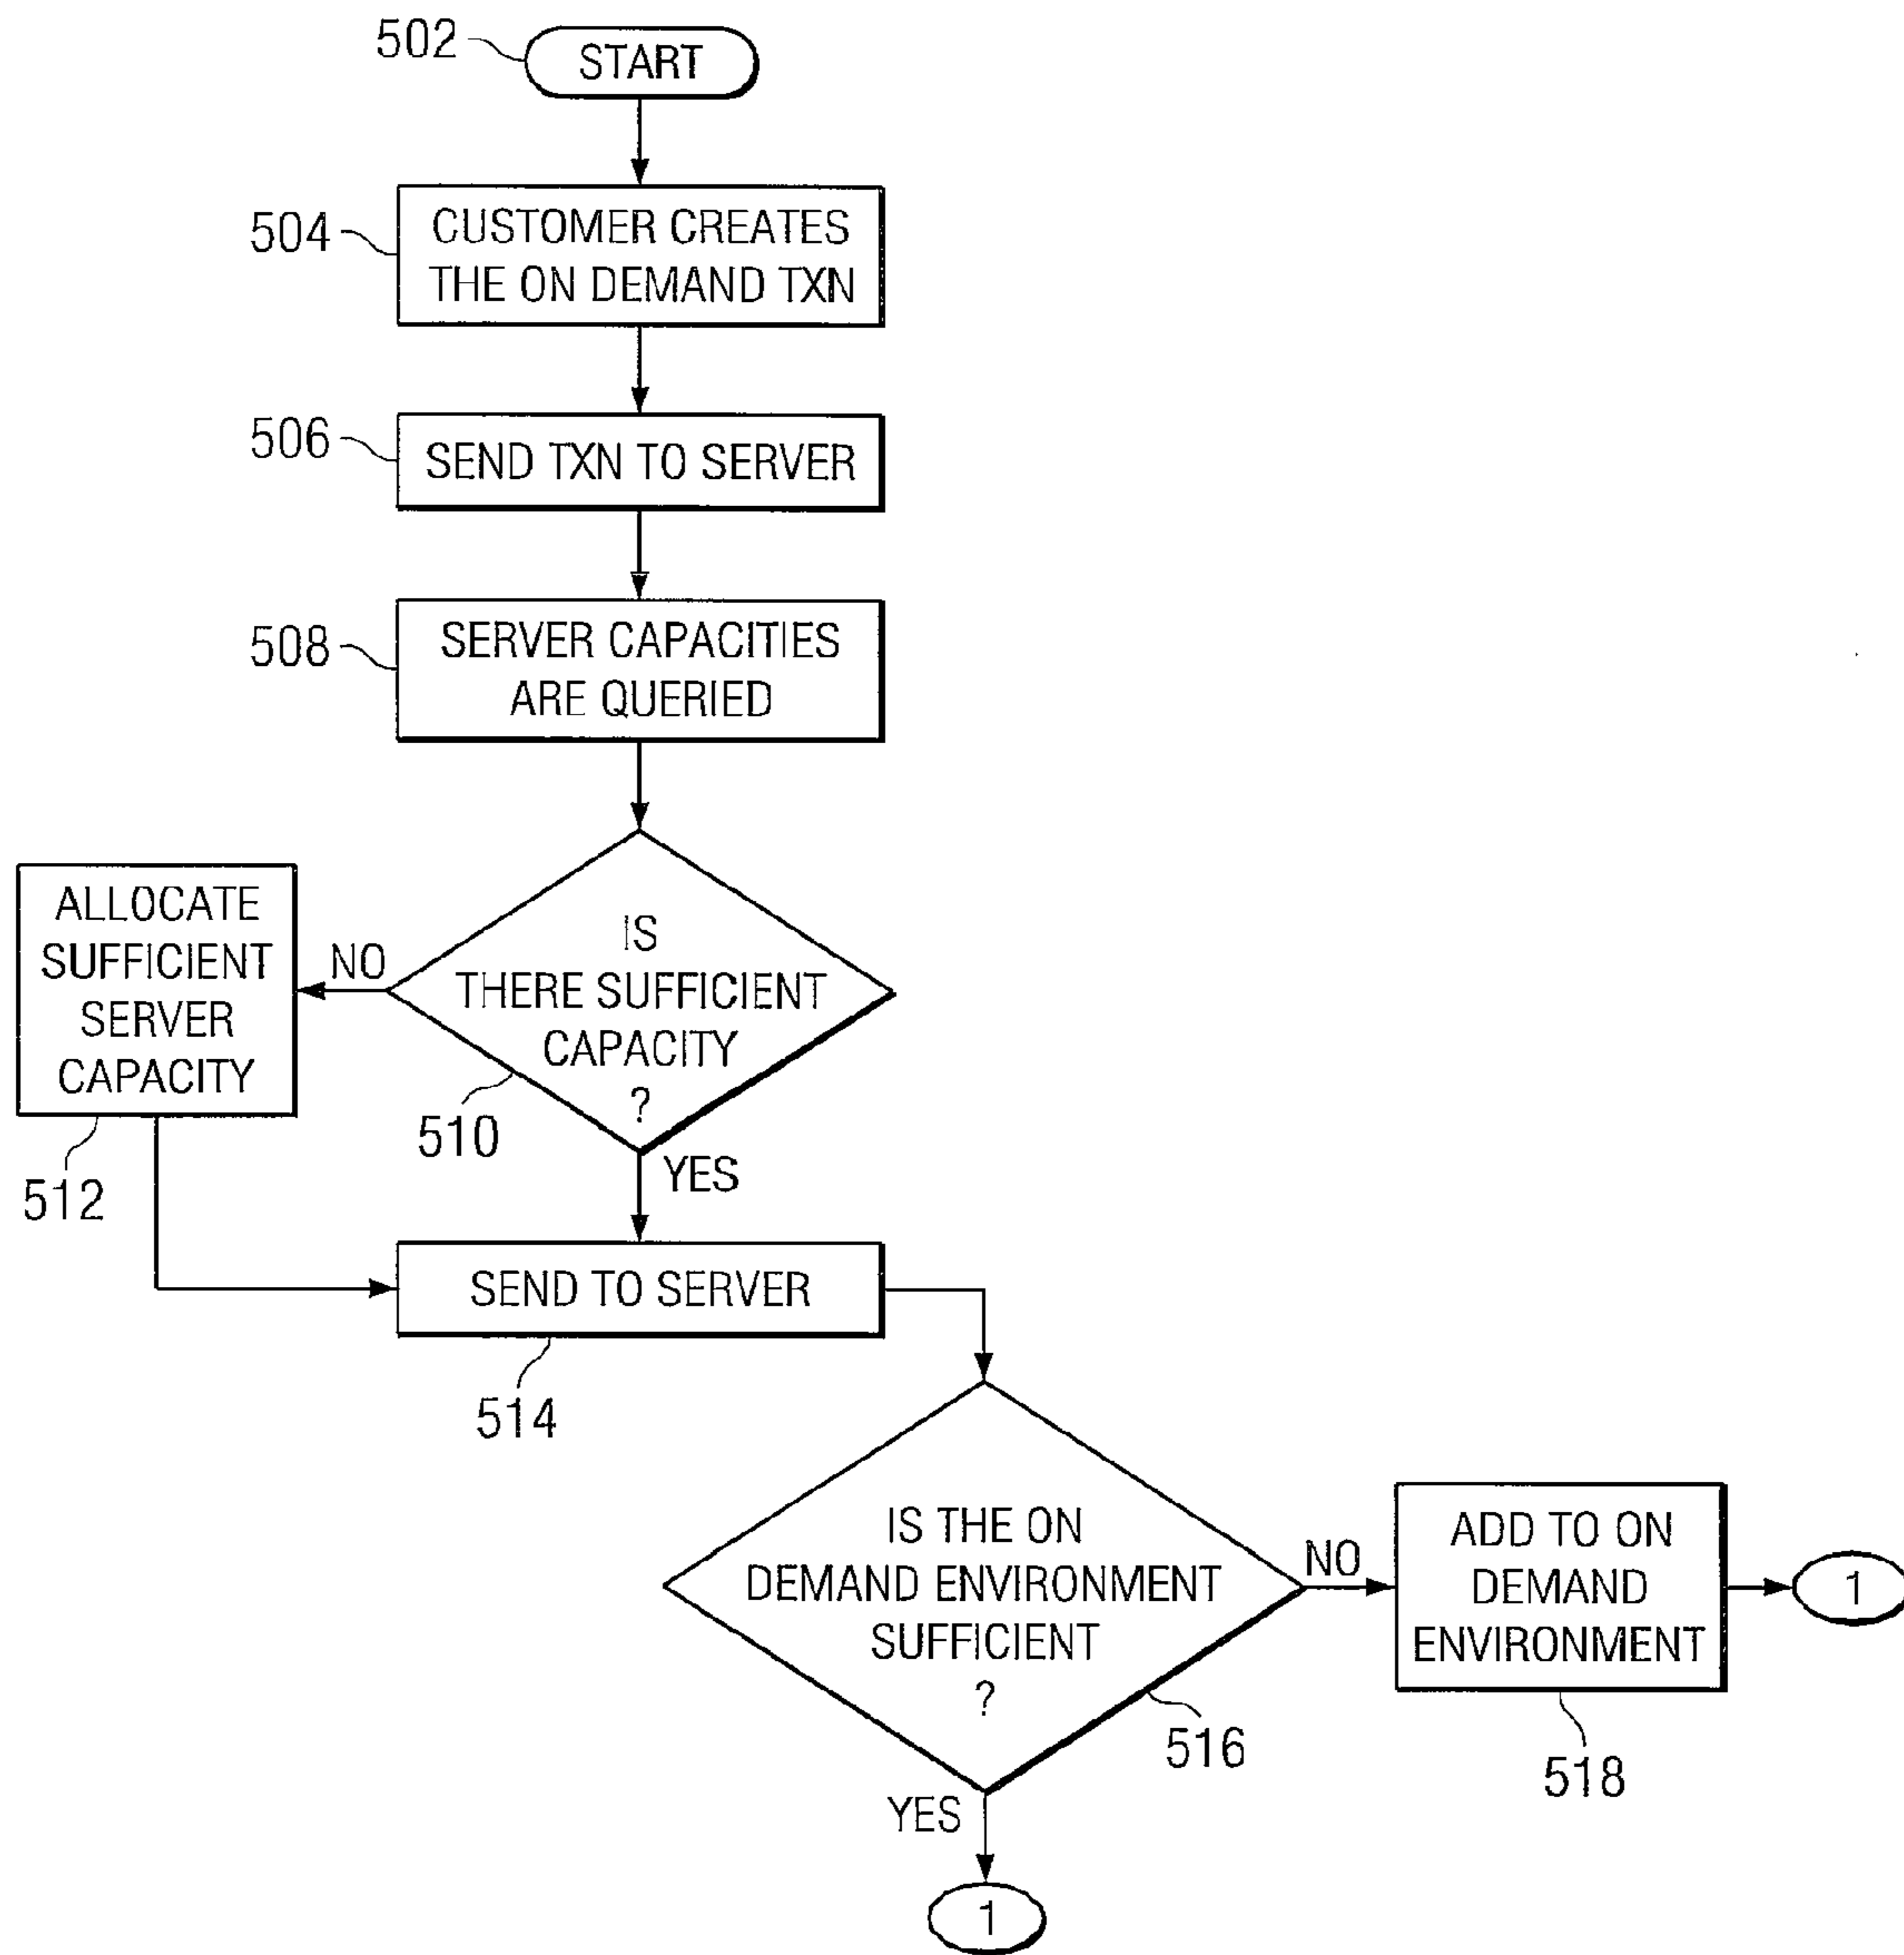 502
START
504
CUSTOMER CREATES
THE ON DEMAND TXN
506
SEND TXN TO SERVER
508
SERVER CAPACITIES
ARE QUERIED
ALLOCATE
SUFFICIENT
SERVER
CAPACITY
512
NO
IS
THERE SUFFICIENT
CAPACITY
?
510
YES
SEND TO SERVER
514
IS THE ON
DEMAND ENVIRONMENT
SUFFICIENT
?
516
NO
ADD TO ON
DEMAND
ENVIRONMENT
518
1
YES
1